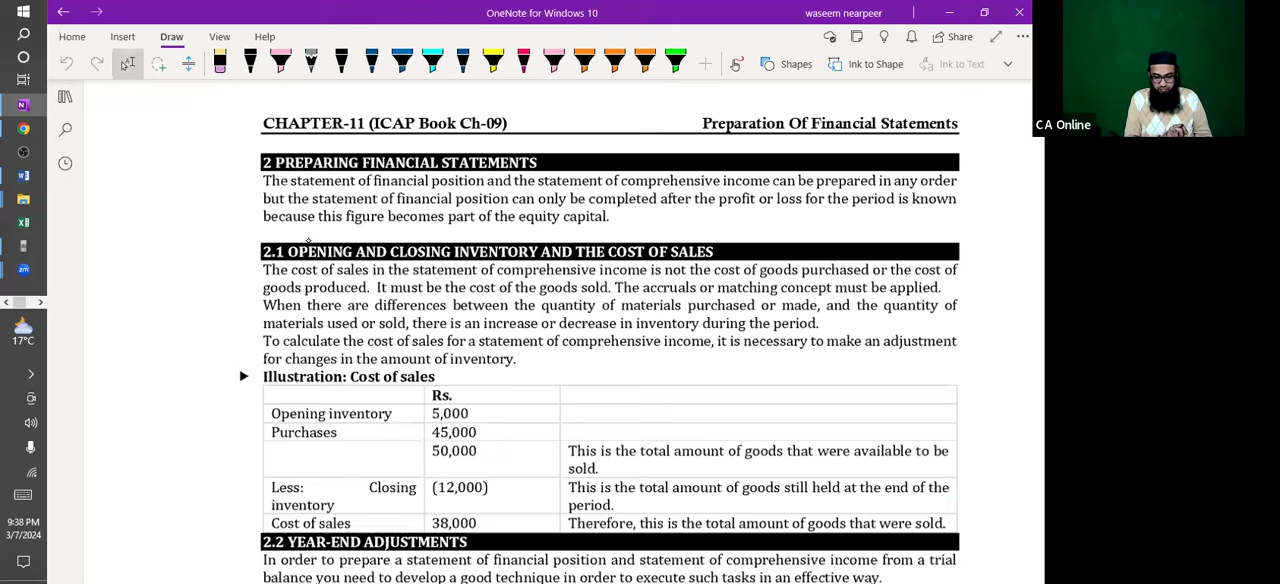 OneNote for Windows 10
waseem nearpeer
Home Insert Draw View Help
Share
Shapes Ink to Shape Ink to Text
CHAPTER-11 (ICAP Book Ch-09) Preparation Of Financial Statements
2 PREPARING FINANCIAL STATEMENTS
The statement of financial position and the statement of comprehensive income can be prepared in any order
but the statement of financial position can only be completed after the profit or loss for the period is known
because this figure becomes part of the equity capital.
2.1 OPENING AND CLOSING INVENTORY AND THE COST OF SALES
The cost of sales in the statement of comprehensive income is not the cost of goods purchased or the cost of
goods produced. It must be the cost of the goods sold. The accruals or matching concept must be applied.
When there are differences between the quantity of materials purchased or made, and the quantity of
materials used or sold, there is an increase or decrease in inventory during the period.
To calculate the cost of sales for a statement of comprehensive income, it is necessary to make an adjustment
for changes in the amount of inventory.
Illustration: Cost of sales
Rs.
Opening inventory 5,000
Purchases 45,000
50,000 This is the total amount of goods that were available to be
sold.
Less: Closing (12,000) This is the total amount of goods still held at the end of the
inventory period.
Cost of sales 38,000 Therefore, this is the total amount of goods that were sold.
2.2 YEAR-END ADJUSTMENTS
In order to prepare a statement of financial position and statement of comprehensive income from a trial
balance you need to develop a good technique in order to execute such tasks in an effective way.
C A Online
17°C
9:38 PM
3/7/2024